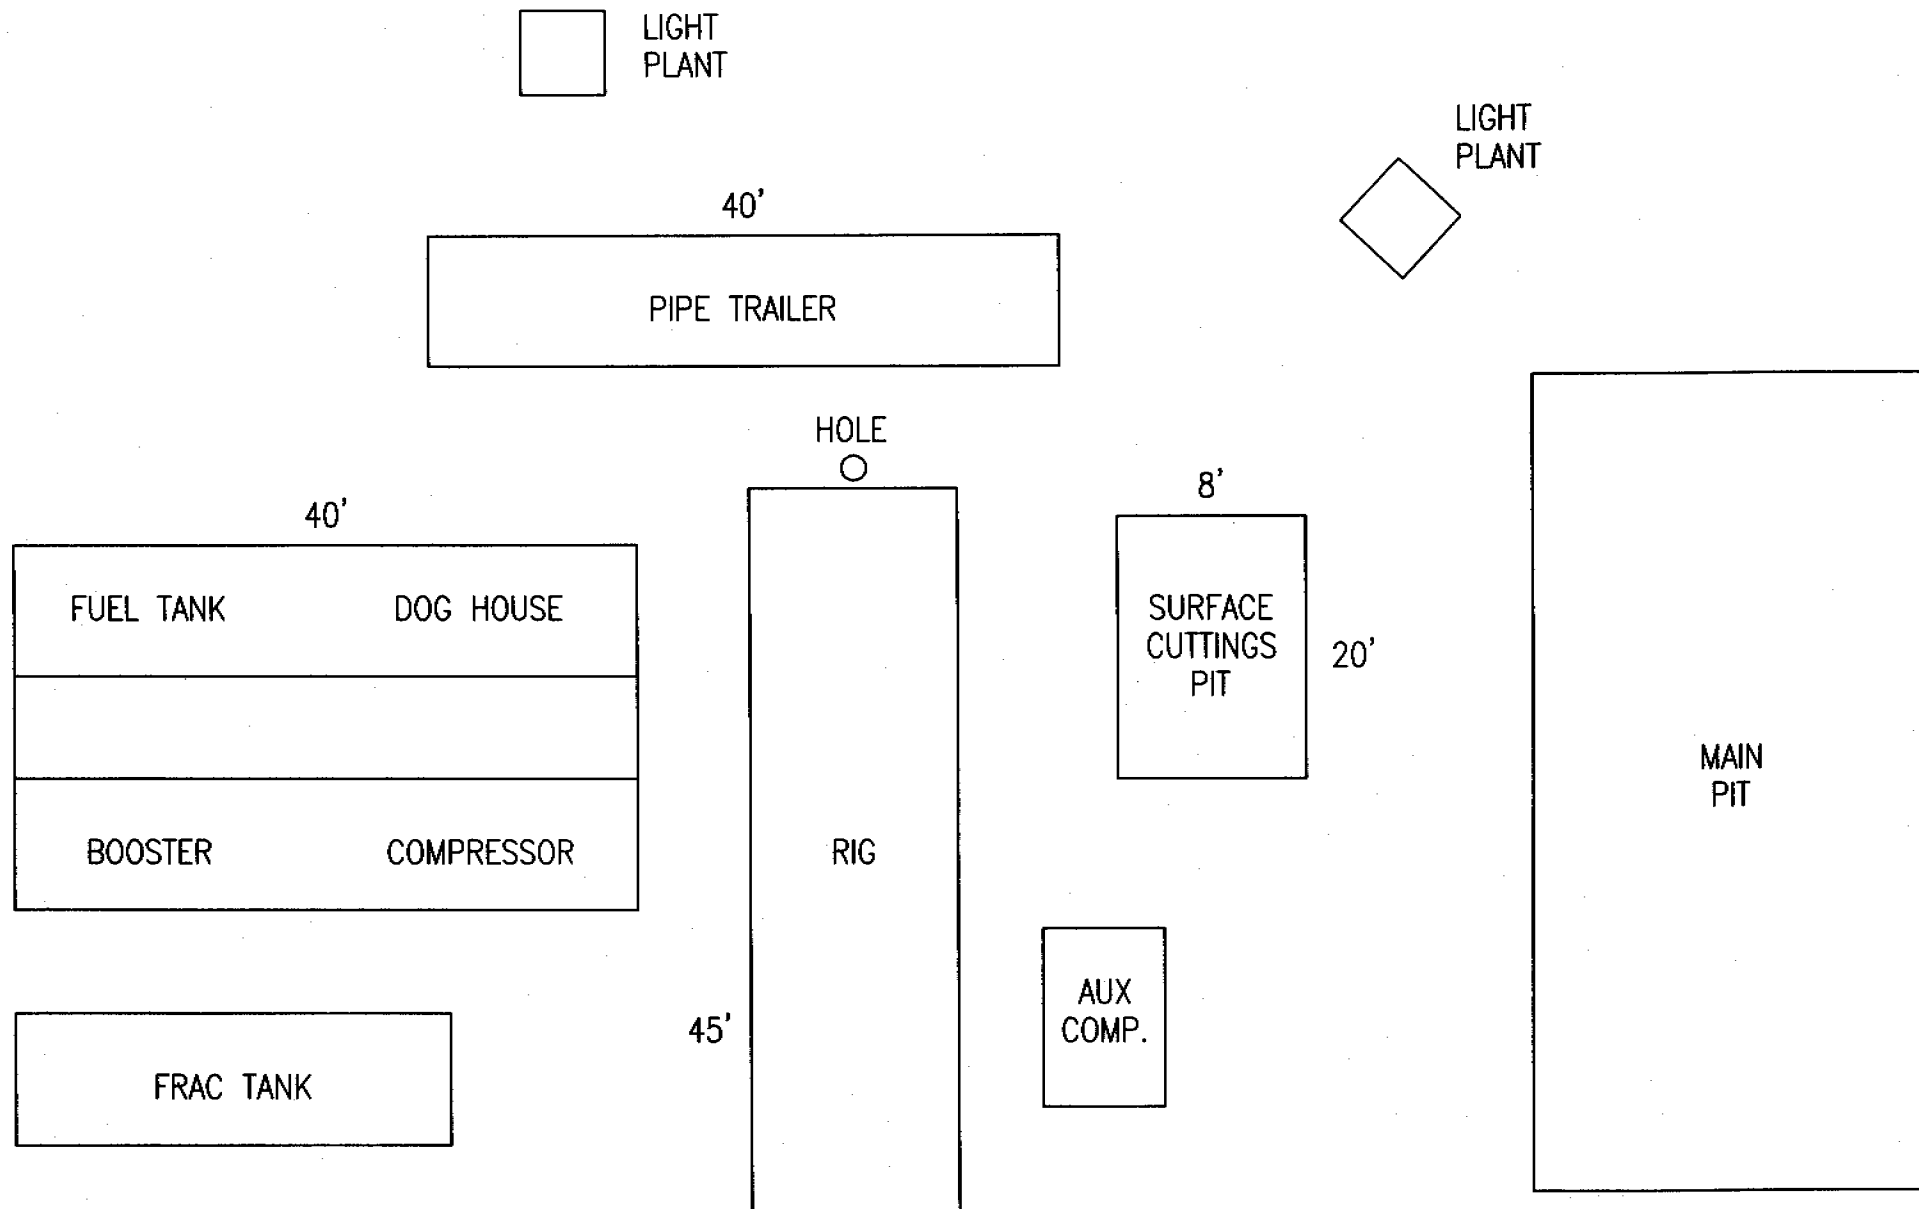 LIGHT
PLANT
LIGHT
PLANT
40'
PIPE TRAILER
HOLE
8'
40'
FUEL TANK
DOG HOUSE
SURFACE
CUTTINGS
PIT
20'
MAIN
PIT
BOOSTER
COMPRESSOR
RIG
AUX
COMP.
45'
FRAC TANK